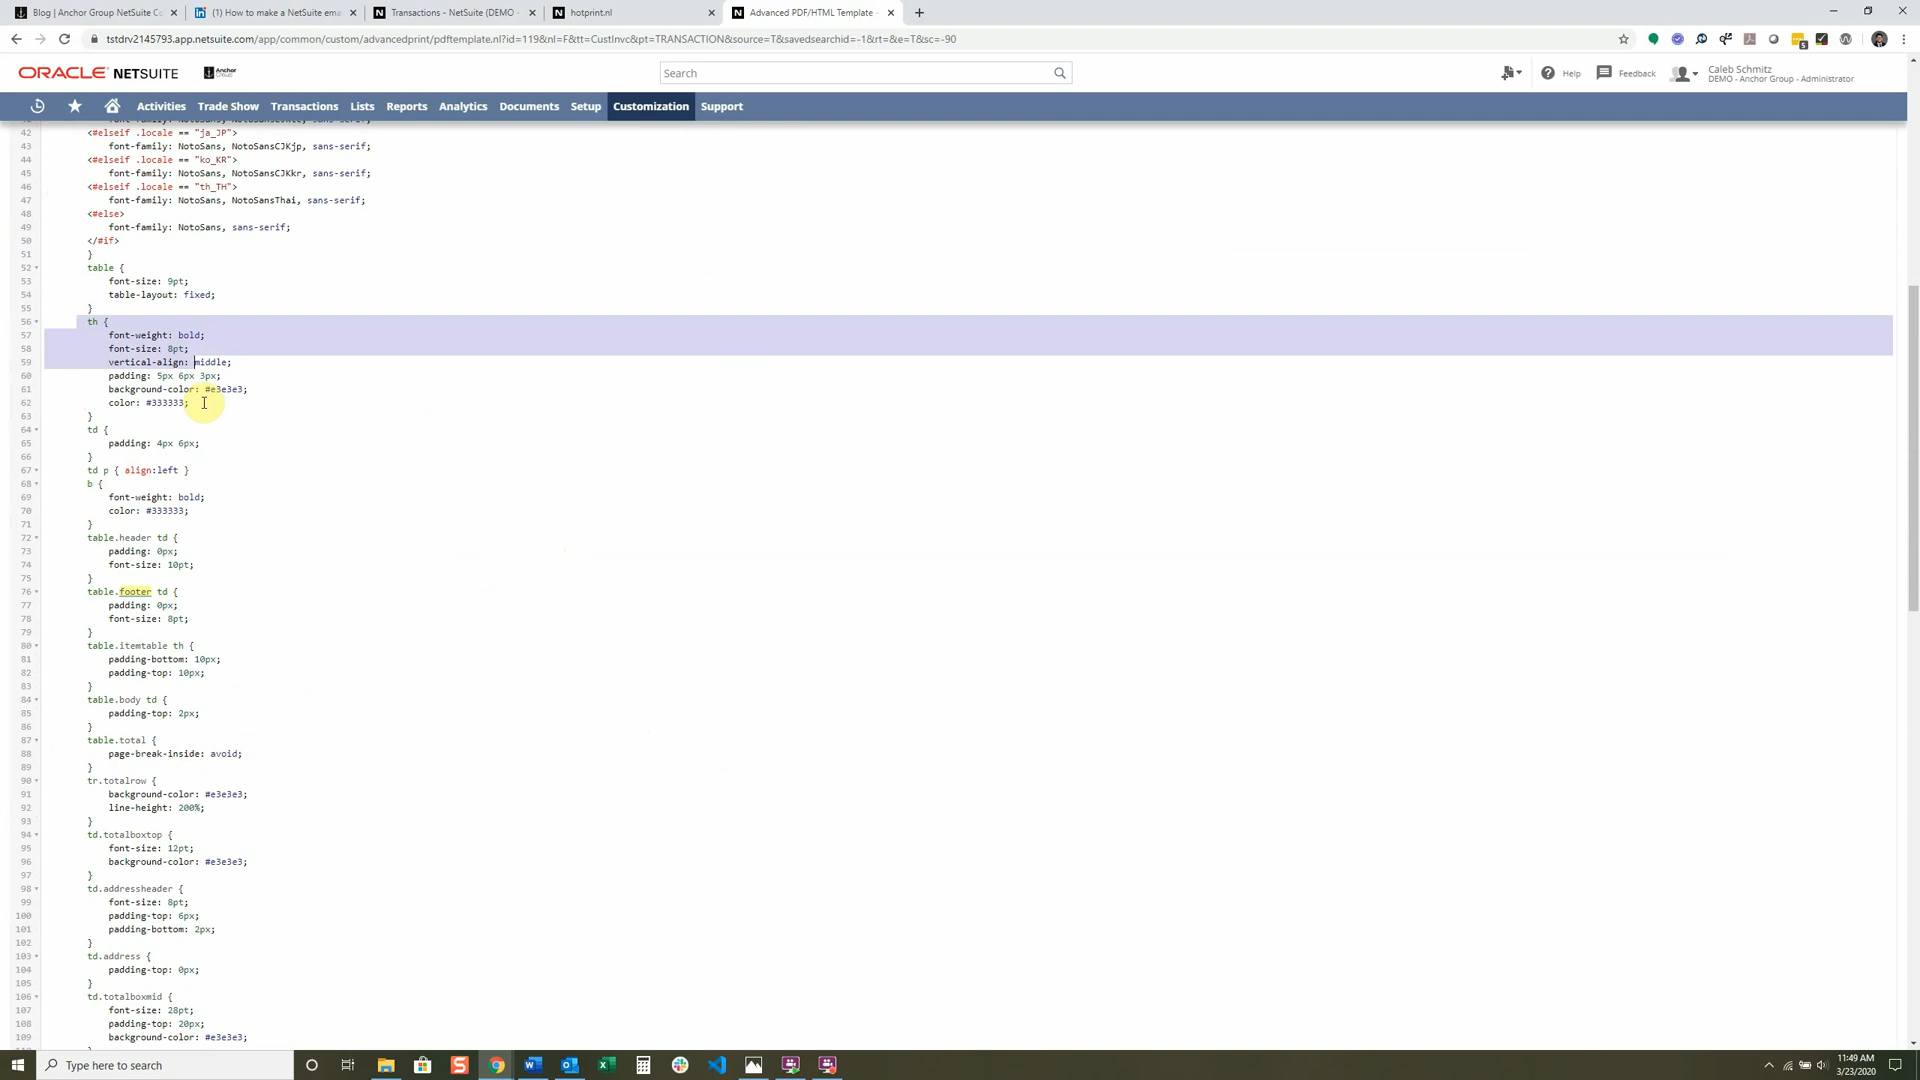 Blog | Anchor Group NetSuite Co
(1) How to make a NetSuite ema
Transactions - NetSuite (DEMO -
hotprint.nl
Advanced PDF/HTML Template -
tstdrv2145793.app.netsuite.com/app/common/custom/advancedprint/pdftemplate.nl?id=119&nl=F&tt=CustInvc&pt=TRANSACTION&source=T&savedsearchid=-1&rt=&e=T&sc=-90
ORACLE NETSUITE Anchor Group
Search
Help
Feedback
Caleb Schmitz
DEMO - Anchor Group - Administrator
Activities Trade Show Transactions Lists Reports Analytics Documents Setup Customization Support
42 <#elseif .locale == "ja_JP">
43 font-family: NotoSans, NotoSansCJKjp, sans-serif;
44 <#elseif .locale == "ko_KR">
45 font-family: NotoSans, NotoSansCJKkr, sans-serif;
46 <#elseif .locale == "th_TH">
47 font-family: NotoSans, NotoSansThai, sans-serif;
48 <#else>
49 font-family: NotoSans, sans-serif;
50 </#if>
51 }
52 table {
53 font-size: 9pt;
54 table-layout: fixed;
55 }
56 th {
57 font-weight: bold;
58 font-size: 8pt;
59 vertical-align: middle;
60 padding: 5px 6px 3px;
61 background-color: #e3e3e3;
62 color: #333333;
63 }
64 td {
65 padding: 4px 6px;
66 }
67 td p { align:left }
68 b {
69 font-weight: bold;
70 color: #333333;
71 }
72 table.header td {
73 padding: 0px;
74 font-size: 10pt;
75 }
76 table.footer td {
77 padding: 0px;
78 font-size: 8pt;
79 }
80 table.itemtable th {
81 padding-bottom: 10px;
82 padding-top: 10px;
83 }
84 table.body td {
85 padding-top: 2px;
86 }
87 table.total {
88 page-break-inside: avoid;
89 }
90 tr.totalrow {
91 background-color: #e3e3e3;
92 line-height: 200%;
93 }
94 td.totalboxtop {
95 font-size: 12pt;
96 background-color: #e3e3e3;
97 }
98 td.addressheader {
99 font-size: 8pt;
100 padding-top: 6px;
101 padding-bottom: 2px;
102 }
103 td.address {
104 padding-top: 0px;
105 }
106 td.totalboxmid {
107 font-size: 28pt;
108 padding-top: 20px;
109 background-color: #e3e3e3;
Type here to search
11:49 AM
3/23/2020